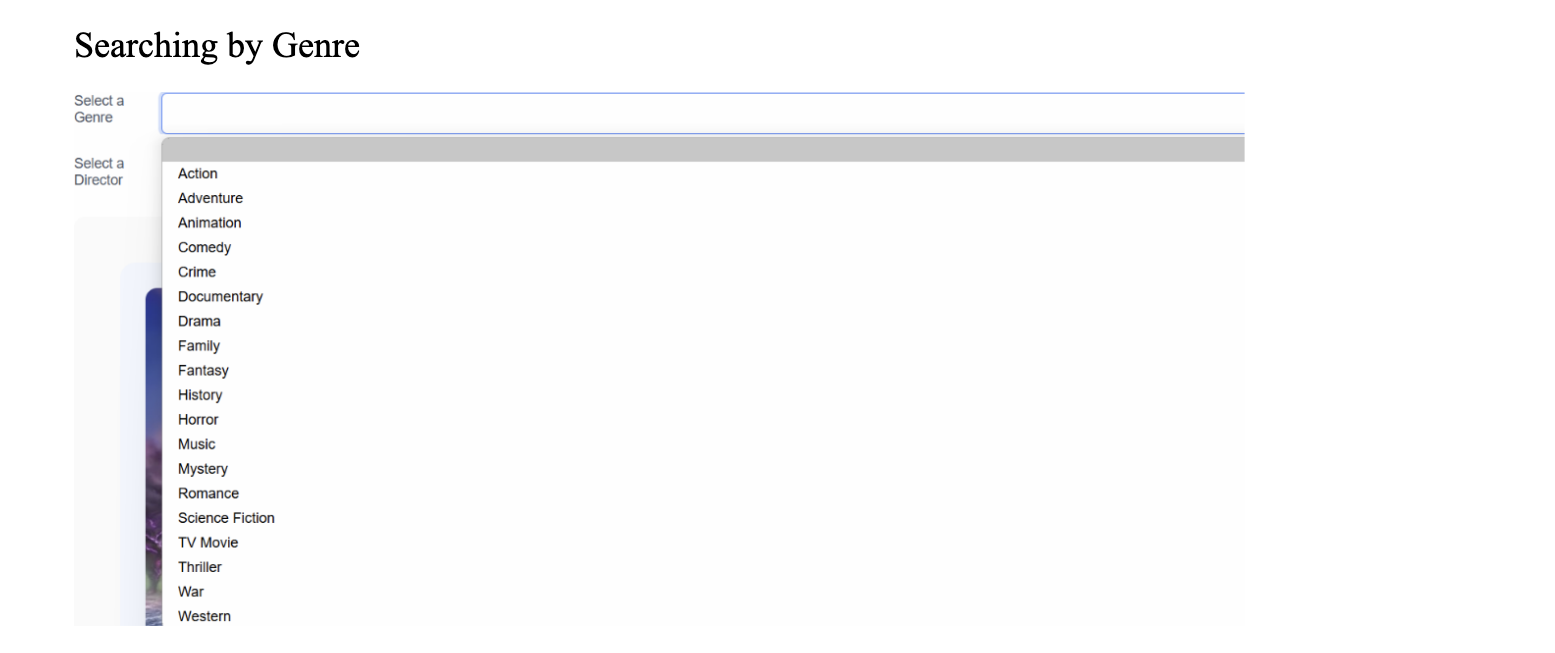 Searching by Genre
Select a
Genre
Select a
Director
Action
Adventure
Animation
Comedy
Crime
Documentary
Drama
Family
Fantasy
History
Horror
Music
Mystery
Romance
Science Fiction
TV Movie
Thriller
War
Western